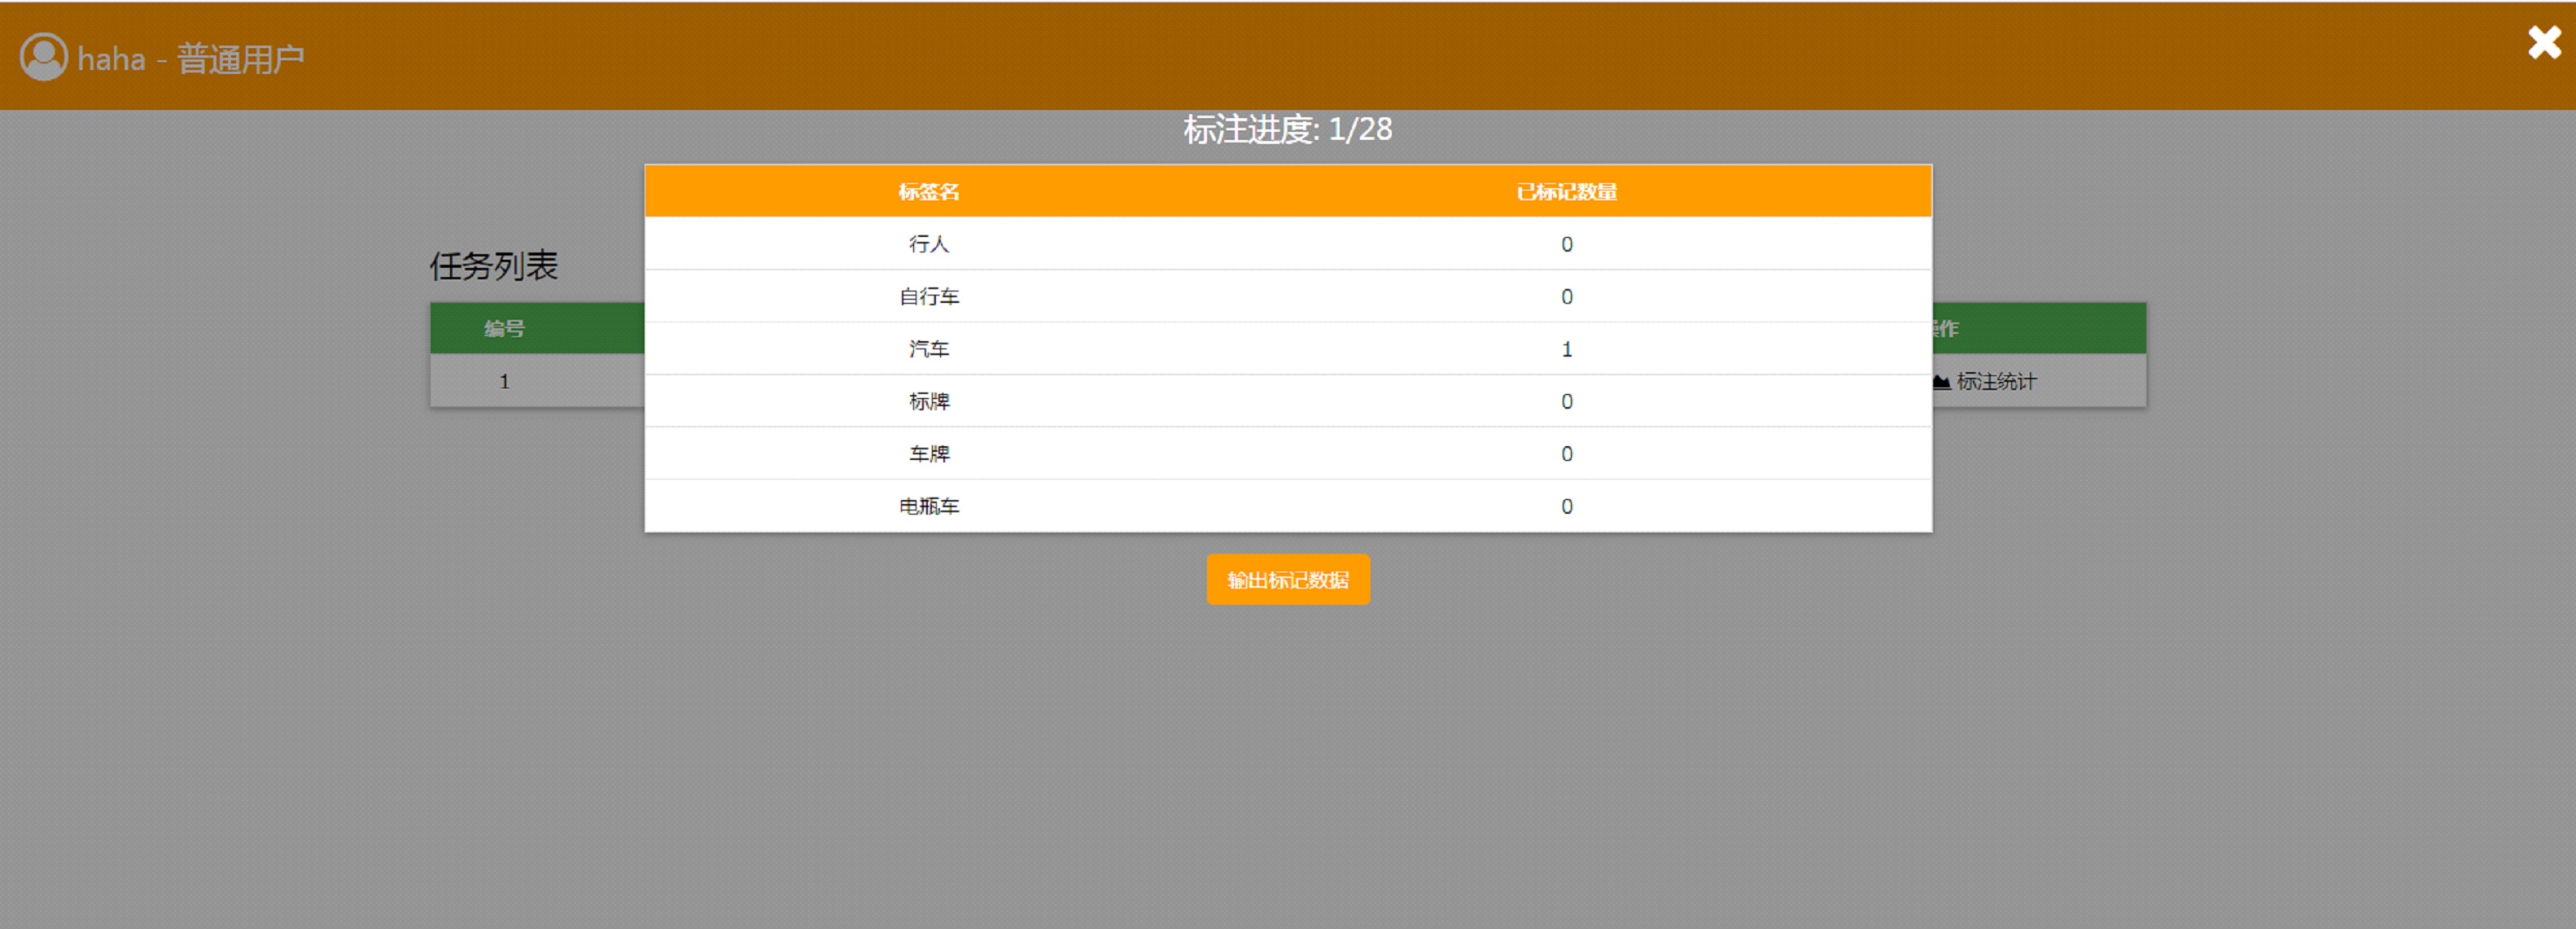 haha - 普通用户
标注进度: 1/28
标签名 已标记数量
行人 0
自行车 0
汽车 1
标牌 0
车牌 0
电瓶车 0
输出标记数据
任务列表
编号 操作
1 标注统计